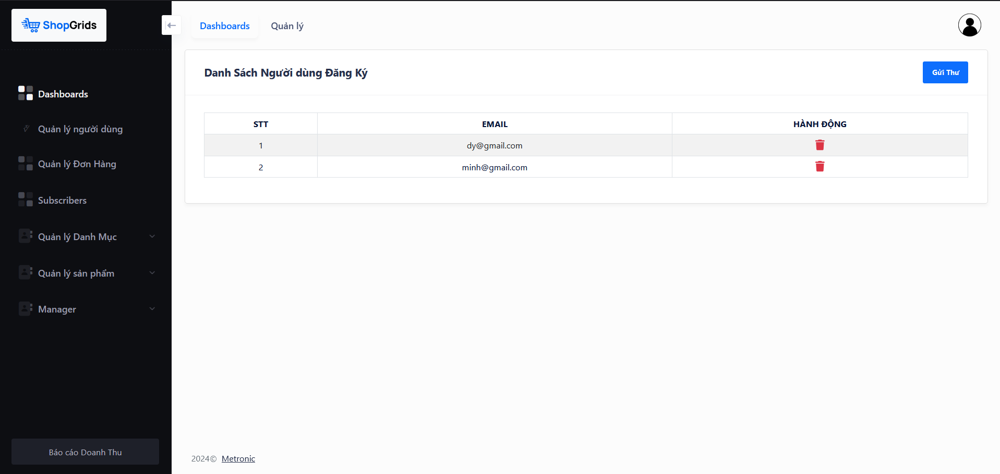 ShopGrids
Dashboards
Quản lý người dùng
Quản lý Đơn Hàng
Subscribers
Quản lý Danh Mục
Quản lý sản phẩm
Manager
Báo cáo Doanh Thu
Dashboards Quản lý
Danh Sách Người dùng Đăng Ký Gửi Thư
STT EMAIL HÀNH ĐỘNG
1 dy@gmail.com
2 minh@gmail.com
2024© Metronic